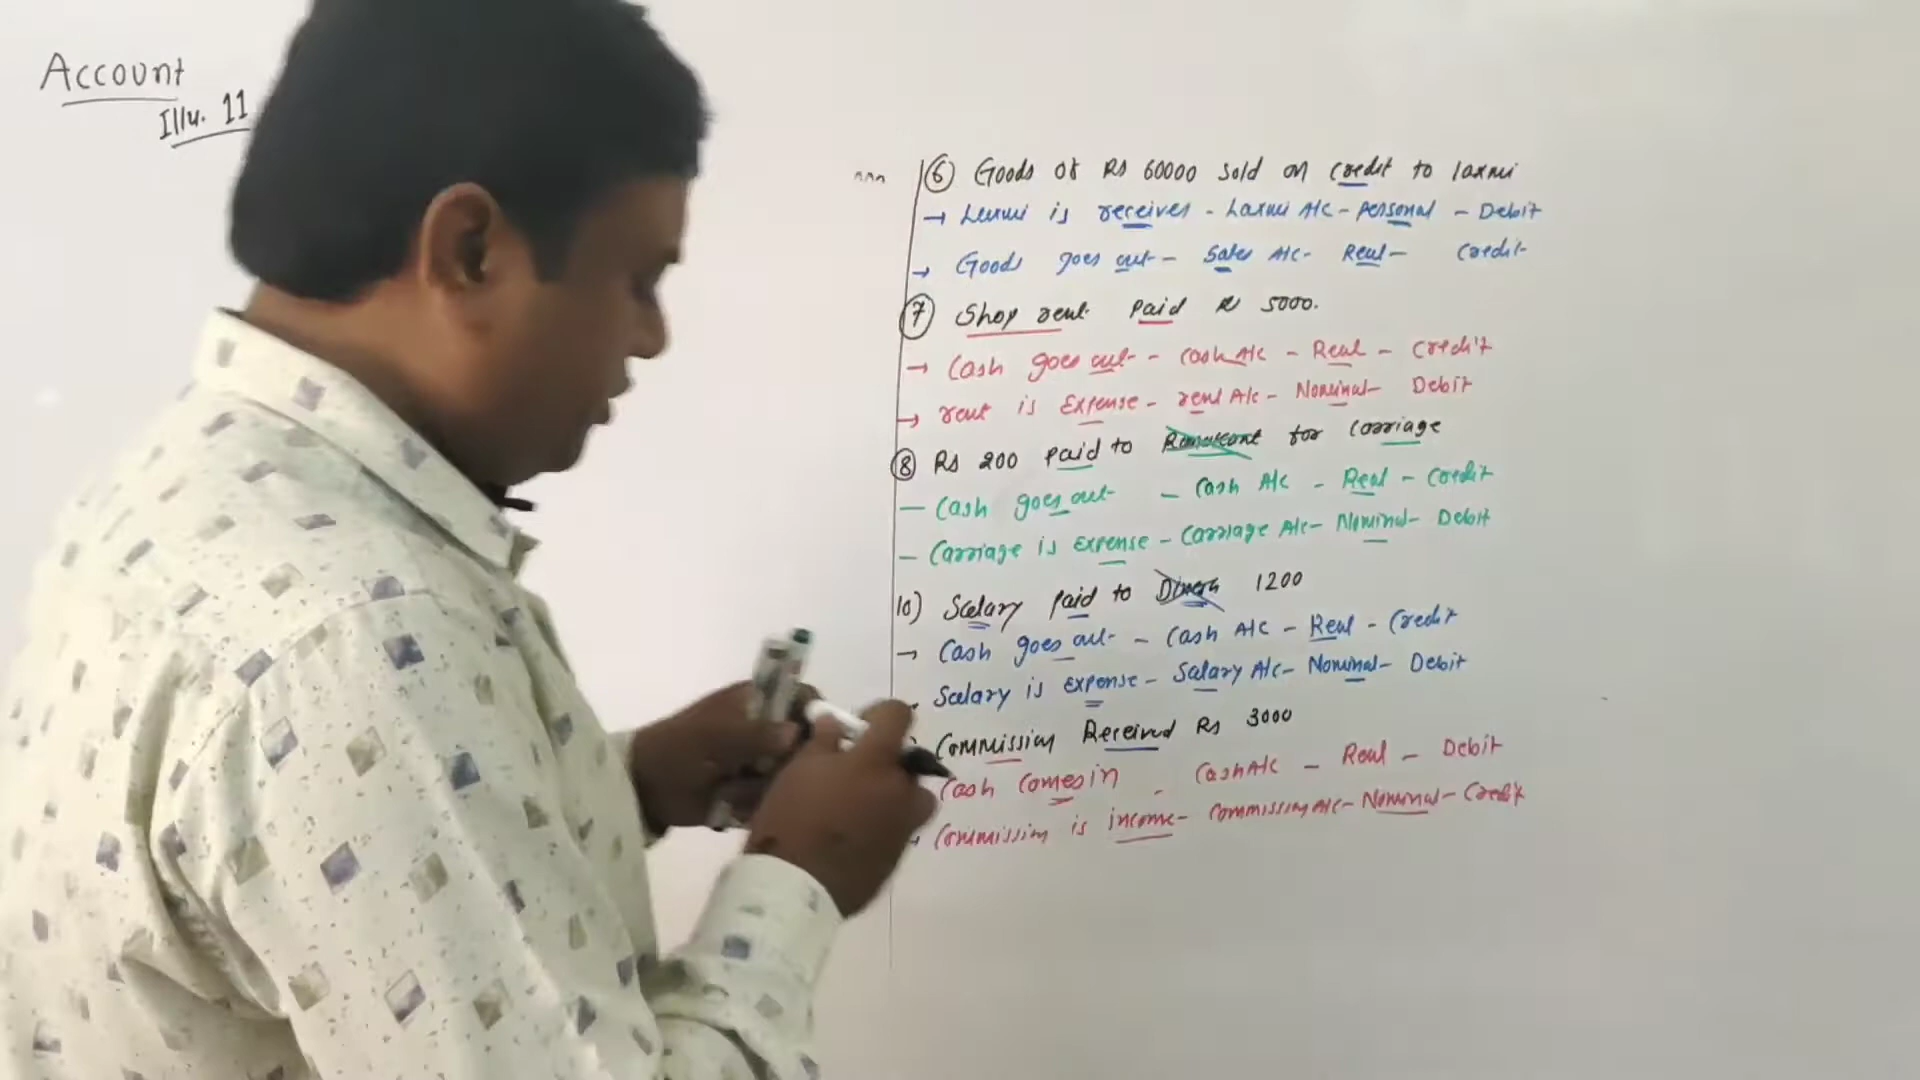 Account
Illu. 11
⑥ Goods of Rs 60000 sold on credit to laxmi
→ Laxmi is receiver - Laxmi A/c - Personal - Debit
→ Goods goes out - Sales A/c - Real - Credit
⑦ Shop rent Paid Rs 5000.
→ Cash goes out - Cash A/c - Real - Credit
→ rent is Expense - rent A/c - Nominal - Debit
⑧ Rs 200 paid to for Carriage
- Cash goes out - Cash A/c - Real - Credit
- Carriage is expense - Carriage A/c - Nominal - Debit
10) Salary paid to 1200
→ Cash goes out - Cash A/c - Real - Credit
Salary is expense - Salary A/c - Nominal - Debit
Commission Received Rs 3000
Cash comes in - Cash A/c - Real - Debit
Commission is income - Commission A/c - Nominal - Credit